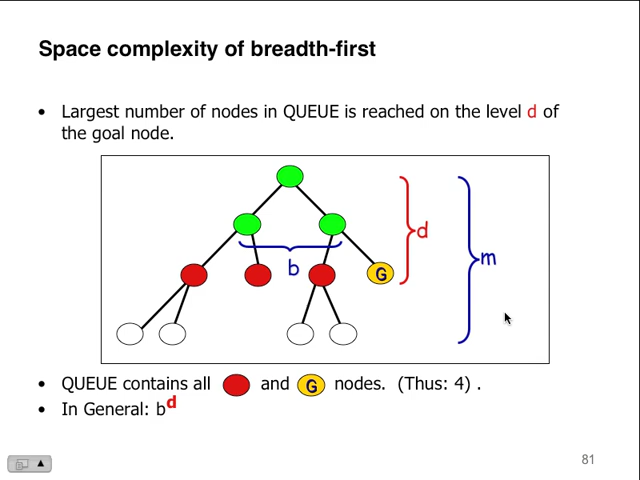 Space complexity of breadth-first
• Largest number of nodes in QUEUE is reached on the level d of
the goal node.
d
b
G
m
• QUEUE contains all and G nodes. (Thus: 4) .
• In General: b^d
81